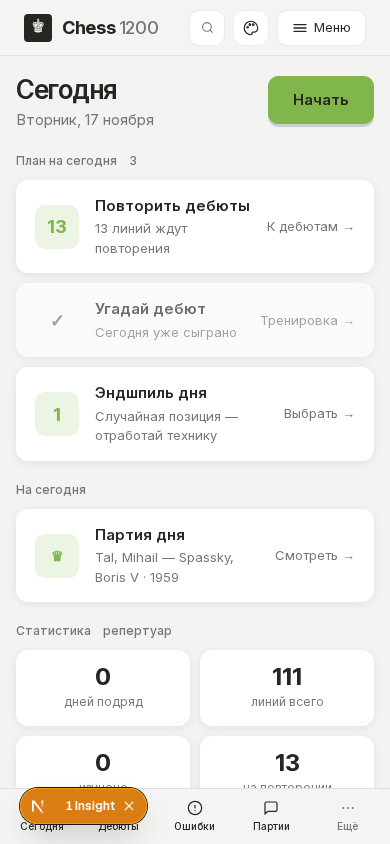 Chess 1200
Меню
Сегодня
Вторник, 17 ноября
Начать
План на сегодня 3
13
Повторить дебюты
13 линий ждут
повторения
К дебютам →
✓
Угадай дебют
Сегодня уже сыграно
Тренировка →
1
Эндшпиль дня
Случайная позиция —
отработай технику
Выбрать →
На сегодня
Партия дня
Tal, Mihail — Spassky,
Boris V · 1959
Смотреть →
Статистика репертуар
0
дней подряд
111
линий всего
0
13
на повторении
N 1 Insight ×
Сегодня
Дебюты
Ошибки
Партии
Ещё